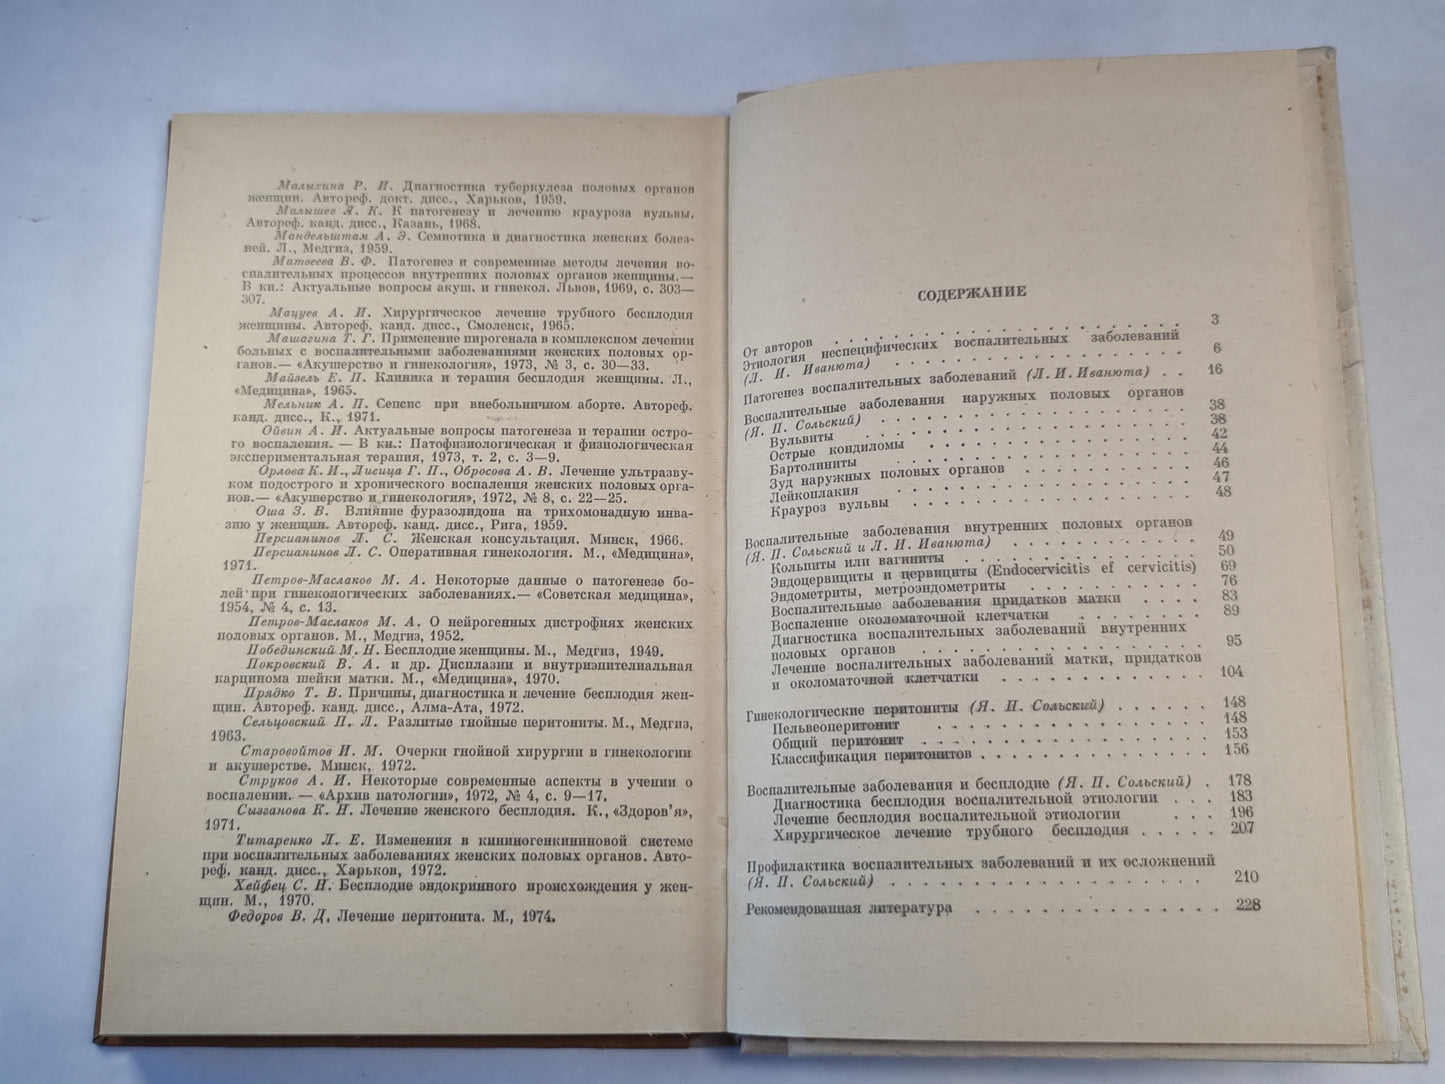 Малыхина Р. И. Диагностика туберкулеза половых органов
женщин. Автореф. докт. дисс., Харьков, 1959.
Малышев Я. К. К патогенезу и лечению крауроза вульвы.
Автореф. канд. дисс., Казань, 1968.
Мандельштам А. Э. Семиотика и диагностика женских болез-
ней. Л., Медгиз, 1959.
Матвеева В. Ф. Патогенез и современные методы лечения во-
спалительных процессов внутренних половых органов женщины.—
В кн.: Актуальные вопросы акуш. и гинекол. Львов, 1969, с. 303—
307.
Мацуев А. И. Хирургическое лечение трубного бесплодия
женщины. Автореф. канд. дисс., Смоленск, 1965.
Машагина Т. Г. Применение пирогенала в комплексном лечении
больных с воспалительными заболеваниями женских половых ор-
ганов.— «Акушерство и гинекология», 1973, № 3, с. 30—33.
Майзель Е. П. Клиника и терапия бесплодия женщины. Л.,
«Медицина», 1965.
Мельник А. П. Сепсис при внебольничном аборте. Автореф.
канд. дисс., К., 1971.
Ойвин А. И. Актуальные вопросы патогенеза и терапии остро-
го воспаления. — В кн.: Патофизиологическая и физиологическая
экспериментальная терапия, 1973, т. 2, с. 3—9.
Орлова К. И., Лисица Г. П., Обросова А. В. Лечение ультразву-
ком подострого и хронического воспаления женских половых орга-
нов.— «Акушерство и гинекология», 1972, № 8, с. 22—25.
Оша З. В. Влияние фуразолидона на трихомонадную инва-
зию у женщин. Автореф. канд. дисс., Рига, 1959.
Персианинов Л. С. Женская консультация. Минск, 1966.
Персианинов Л. С. Оперативная гинекология. М., «Медицина»,
1971.
Петров-Маслаков М. А. Некоторые данные о патогенезе бо-
лей при гинекологических заболеваниях.— «Советская медицина»,
1954, № 4, с. 13.
Петров-Маслаков М. А. О нейрогенных дистрофиях женских
половых органов. М., Медгиз, 1952.
Побединский М. Н. Бесплодие женщины. М., Медгиз, 1949.
Покровский В. А. и др. Дисплазии и внутриэпителиальная
карцинома шейки матки. М., «Медицина», 1970.
Прядко Т. В. Причины, диагностика и лечение бесплодия жен-
щин. Автореф. канд. дисс., Алма-Ата, 1972.
Сельцовский П. Л. Разлитые гнойные перитониты. М., Медгиз,
1963.
Старовойтов И. М. Очерки гнойной хирургии в гинекологии
и акушерстве. Минск, 1972.
Струков А. И. Некоторые современные аспекты в учении о
воспалении. — «Архив патологии», 1972, № 4, с. 9—17.
Сызганова К. Н. Лечение женского бесплодия. К., «Здоров'я»,
1971.
Титаренко Л. Е. Изменения в кининогенкининовой системе
при воспалительных заболеваниях женских половых органов. Авто-
реф. канд. дисс., Харьков, 1972.
Хейфец С. Н. Бесплодие эндокринного происхождения у жен-
щин. М., 1970.
Федоров В. Д. Лечение перитонита. М., 1974.
СОДЕРЖАНИЕ
От авторов . . . . . . . . . . . . . . . . . . 3
Этиология неспецифических воспалительных заболеваний
(Л. И. Иванюта) . . . . . . . . . . . . . . . 6
Патогенез воспалительных заболеваний (Л. И. Иванюта) . . 16
Воспалительные заболевания наружных половых органов
(Я. П. Сольский) . . . . . . . . . . . . . . . 38
Вульвиты . . . . . . . . . . . . . . . . 38
Острые кондиломы . . . . . . . . . . . . . 42
Бартолиниты . . . . . . . . . . . . . . . 44
Зуд наружных половых органов . . . . . . . . 46
Лейкоплакия . . . . . . . . . . . . . . . 47
Крауроз вульвы . . . . . . . . . . . . . . 48
Воспалительные заболевания внутренних половых органов
(Я. П. Сольский и Л. И. Иванюта) . . . . . . . . . 49
Кольпиты или вагиниты . . . . . . . . . . . 50
Эндоцервициты и цервициты (Endocervicitis ef cervicitis) 69
Эндометриты, метроэндометриты . . . . . . . . 76
Воспалительные заболевания придатков матки . . . . 83
Воспаление околоматочной клетчатки . . . . . . 89
Диагностика воспалительных заболеваний внутренних
половых органов . . . . . . . . . . . . . 95
Лечение воспалительных заболеваний матки, придатков
и околоматочной клетчатки . . . . . . . . . . 104
Гинекологические перитониты (Я. П. Сольский) . . . . . . 148
Пельвеоперитонит . . . . . . . . . . . . . 148
Общий перитонит . . . . . . . . . . . . . 153
Классификация перитонитов . . . . . . . . . . 156
Воспалительные заболевания и бесплодие (Я. П. Сольский) . 178
Диагностика бесплодия воспалительной этиологии . . . 183
Лечение бесплодия воспалительной этиологии . . . 196
Хирургическое лечение трубного бесплодия . . . . . 207
Профилактика воспалительных заболеваний и их осложнений
(Я. П. Сольский) . . . . . . . . . . . . . . 210
Рекомендованная литература . . . . . . . . . . . 228